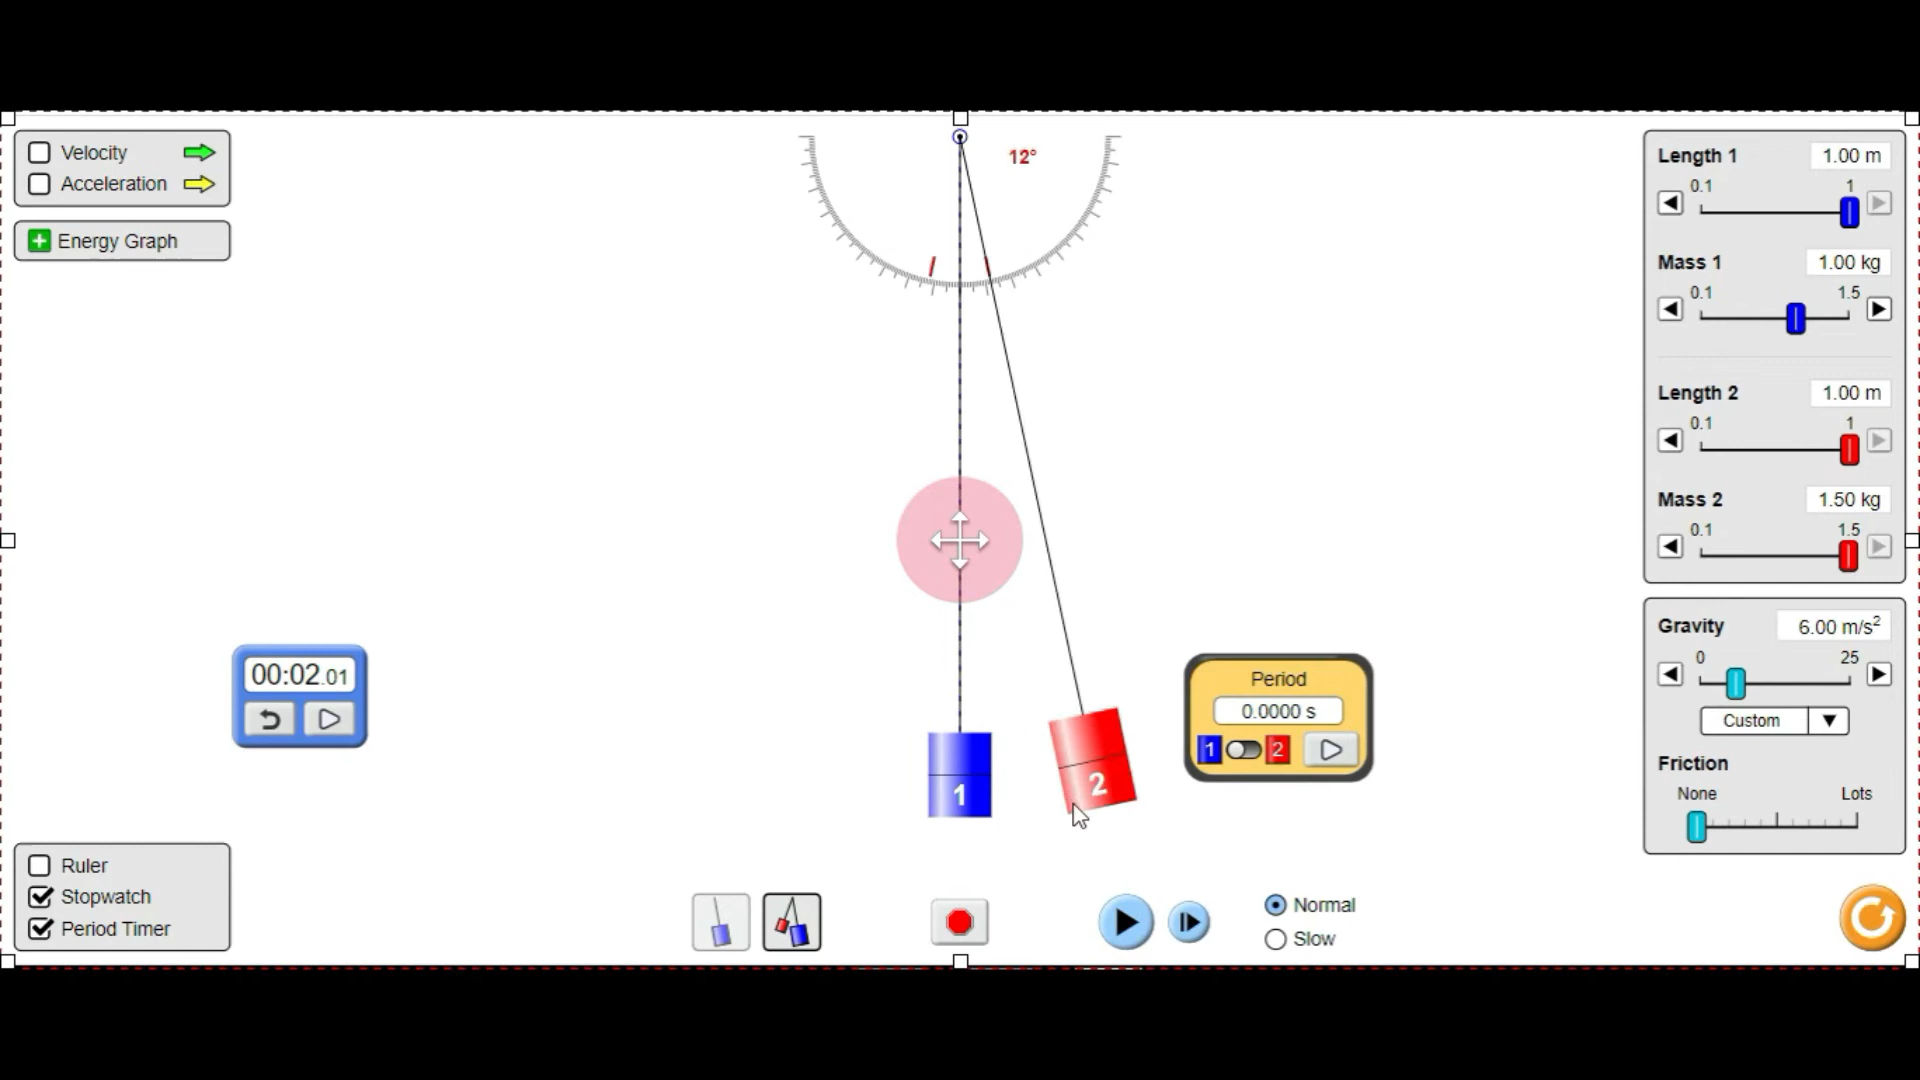 Velocity
Acceleration
Energy Graph
12°
Length 1 1.00 m
0.1 1
Mass 1 1.00 kg
0.1 1.5
Length 2 1.00 m
0.1 1
Mass 2 1.50 kg
0.1 1.5
Gravity 6.00 m/s²
0 25
Custom
Friction
None Lots
00:02.01
Period
0.0000 s
1 2
1
2
Ruler
Stopwatch
Period Timer
Normal
Slow